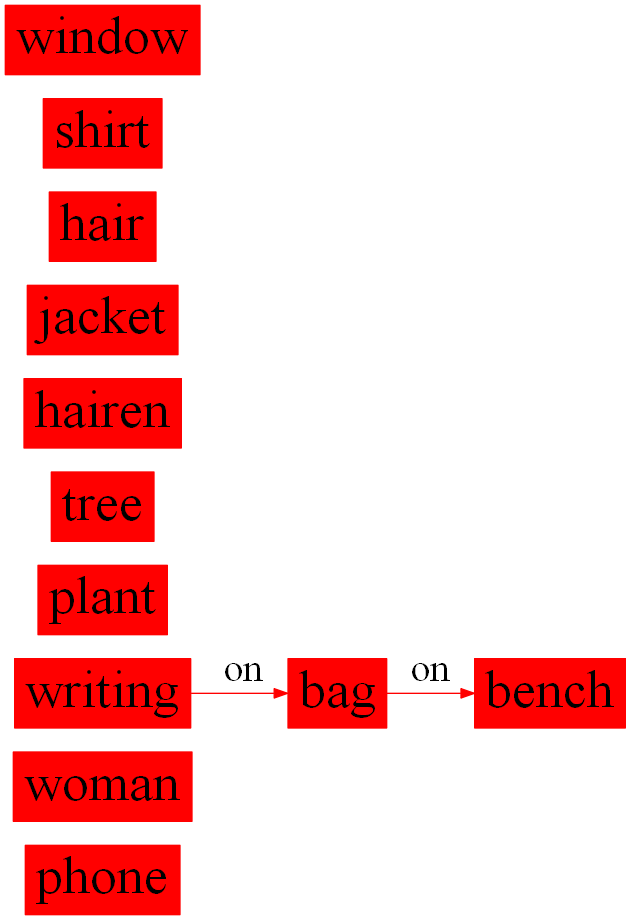 window
shirt
hair
jacket
hairen
tree
plant
writing on bag on bench
woman
phone